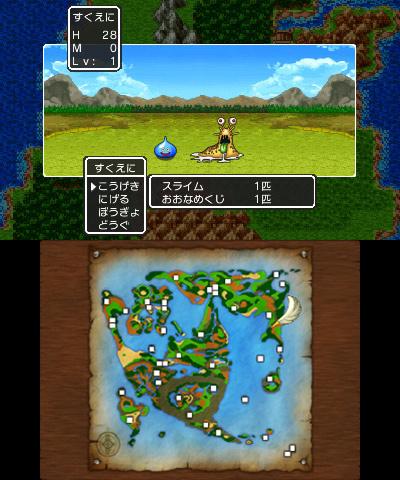 すくえに
H 28
M 0
Lv: 1
すくえに
▶こうげき
にげる
ぼうぎょ
どうぐ
スライム 1匹
おおなめくじ 1匹